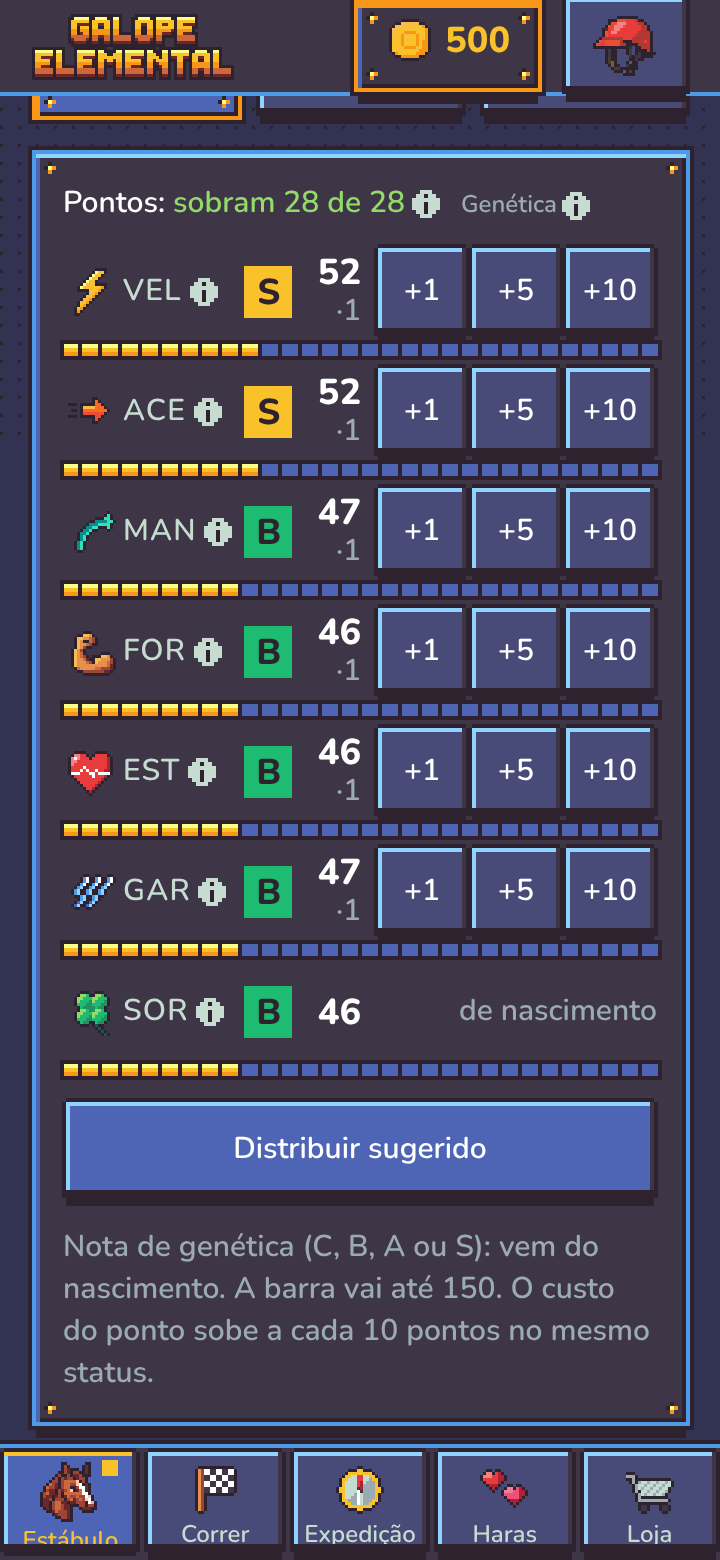 GALOPE
ELEMENTAL
500
Pontos: sobram 28 de 28 Genética
VEL S 52 ·1 +1 +5 +10
ACE S 52 ·1 +1 +5 +10
MAN B 47 ·1 +1 +5 +10
FOR B 46 ·1 +1 +5 +10
EST B 46 ·1 +1 +5 +10
GAR B 47 ·1 +1 +5 +10
SOR B 46 de nascimento
Distribuir sugerido
Nota de genética (C, B, A ou S): vem do
nascimento. A barra vai até 150. O custo
do ponto sobe a cada 10 pontos no mesmo
status.
Estábulo Correr Expedição Haras Loja